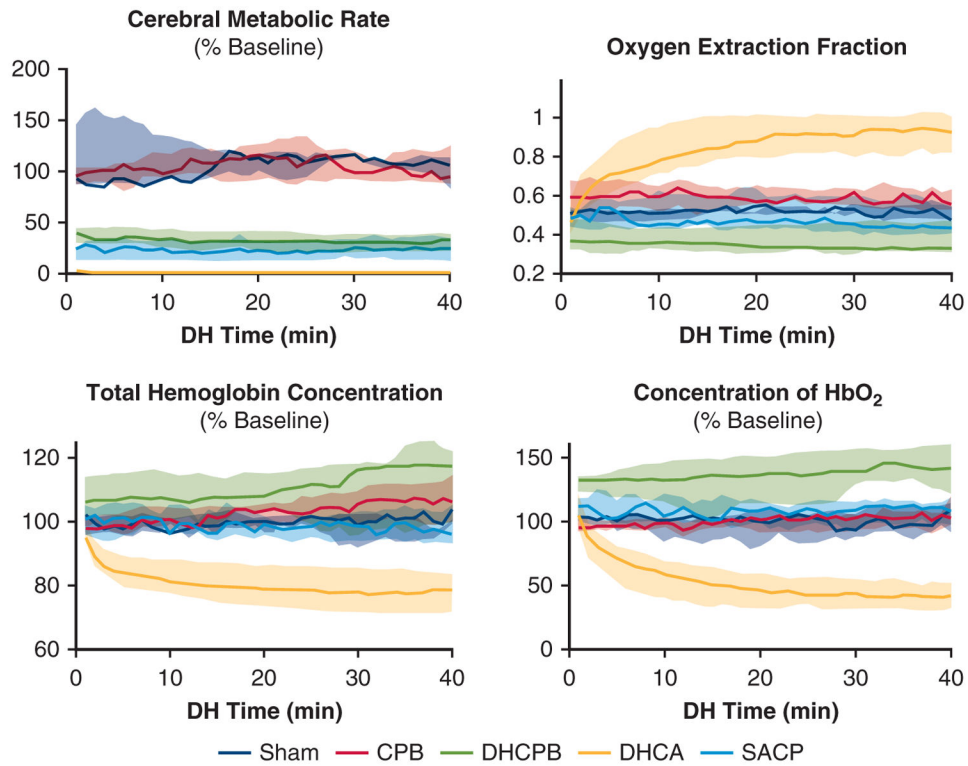 Cerebral Metabolic Rate
(% Baseline)
200
150
100
50
0
0 10 20 30 40
DH Time (min)
Oxygen Extraction Fraction
1
0.8
0.6
0.4
0.2
0 10 20 30 40
DH Time (min)
Total Hemoglobin Concentration
(% Baseline)
120
100
80
60
0 10 20 30 40
DH Time (min)
Concentration of HbO₂
(% Baseline)
150
100
50
0
0 10 20 30 40
DH Time (min)
Sham CPB DHCPB DHCA SACP